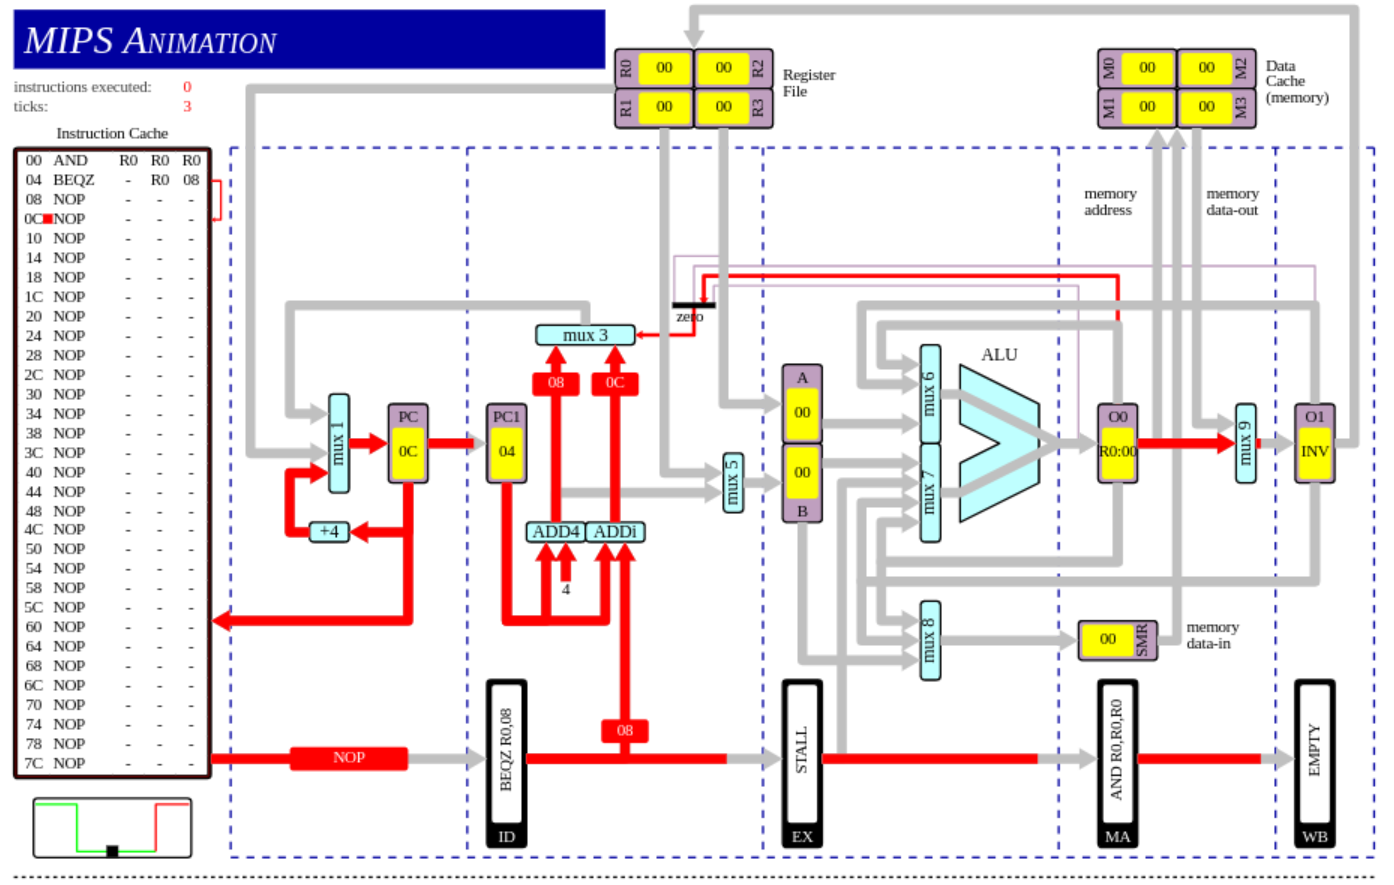 MIPS ANIMATION
instructions executed: 0
ticks: 3
Instruction Cache
00 AND R0 R0 R0
04 BEQZ - R0 08
08 NOP - - -
0C NOP - - -
10 NOP - - -
14 NOP - - -
18 NOP - - -
1C NOP - - -
20 NOP - - -
24 NOP - - -
28 NOP - - -
2C NOP - - -
30 NOP - - -
34 NOP - - -
38 NOP - - -
3C NOP - - -
40 NOP - - -
44 NOP - - -
48 NOP - - -
4C NOP - - -
50 NOP - - -
54 NOP - - -
58 NOP - - -
5C NOP - - -
60 NOP - - -
64 NOP - - -
68 NOP - - -
6C NOP - - -
70 NOP - - -
74 NOP - - -
78 NOP - - -
7C NOP - - -
R0 00 00 R2
R1 00 00 R3
Register
File
M0 00 00 M2
M1 00 00 M3
Data
Cache
(memory)
memory
address
memory
data-out
zero
mux 3
08
0C
mux 1
PC
0C
+4
PC1
04
ADD4
ADDi
4
mux 5
A
00
00
B
mux 6
mux 7
ALU
mux 8
O0
R0:00
mux 9
O1
INV
00 SMR
memory
data-in
08
NOP
BEQZ R0,08
ID
STALL
EX
AND R0,R0,R0
MA
EMPTY
WB